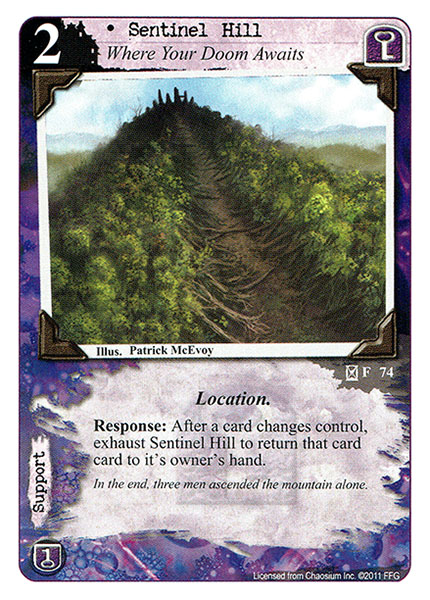 2
• Sentinel Hill
Where Your Doom Awaits
Illus. Patrick McEvoy
F 74
Location.
Response: After a card changes control,
exhaust Sentinel Hill to return that card
card to it's owner's hand.
In the end, three men ascended the mountain alone.
Support
1
Licensed from Chaosium Inc. ©2011 FFG